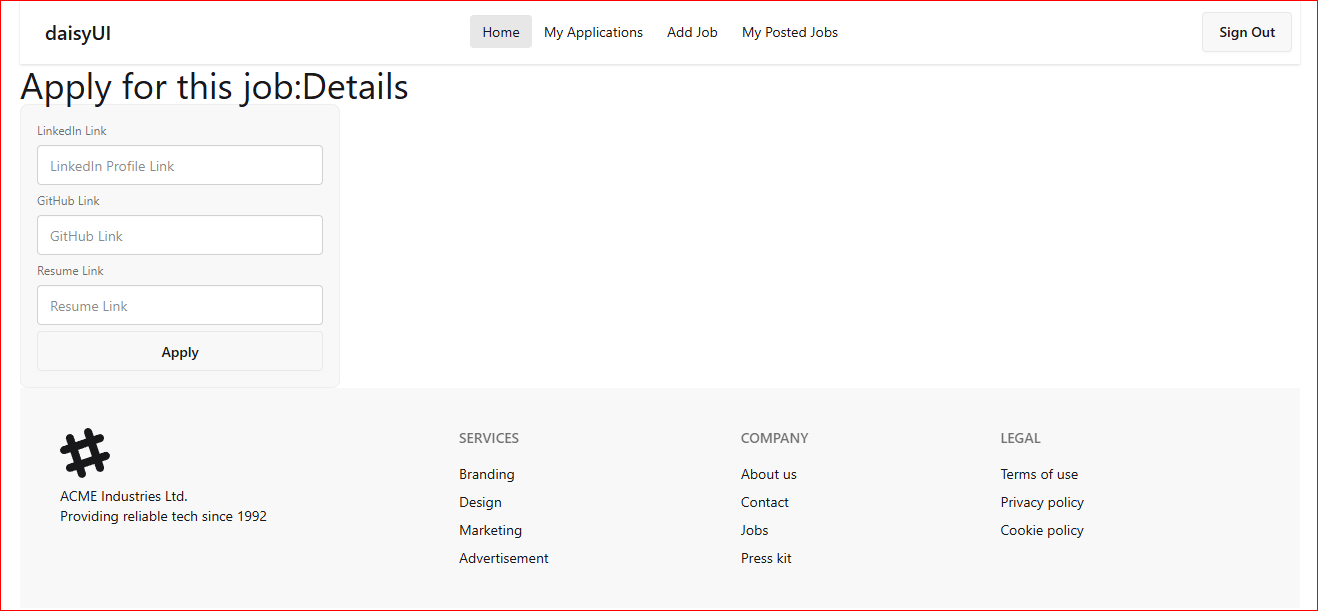 daisyUI
Home My Applications Add Job My Posted Jobs
Sign Out
Apply for this job:Details
LinkedIn Link
LinkedIn Profile Link
GitHub Link
GitHub Link
Resume Link
Resume Link
Apply
ACME Industries Ltd.
Providing reliable tech since 1992
SERVICES
Branding
Design
Marketing
Advertisement
COMPANY
About us
Contact
Jobs
Press kit
LEGAL
Terms of use
Privacy policy
Cookie policy